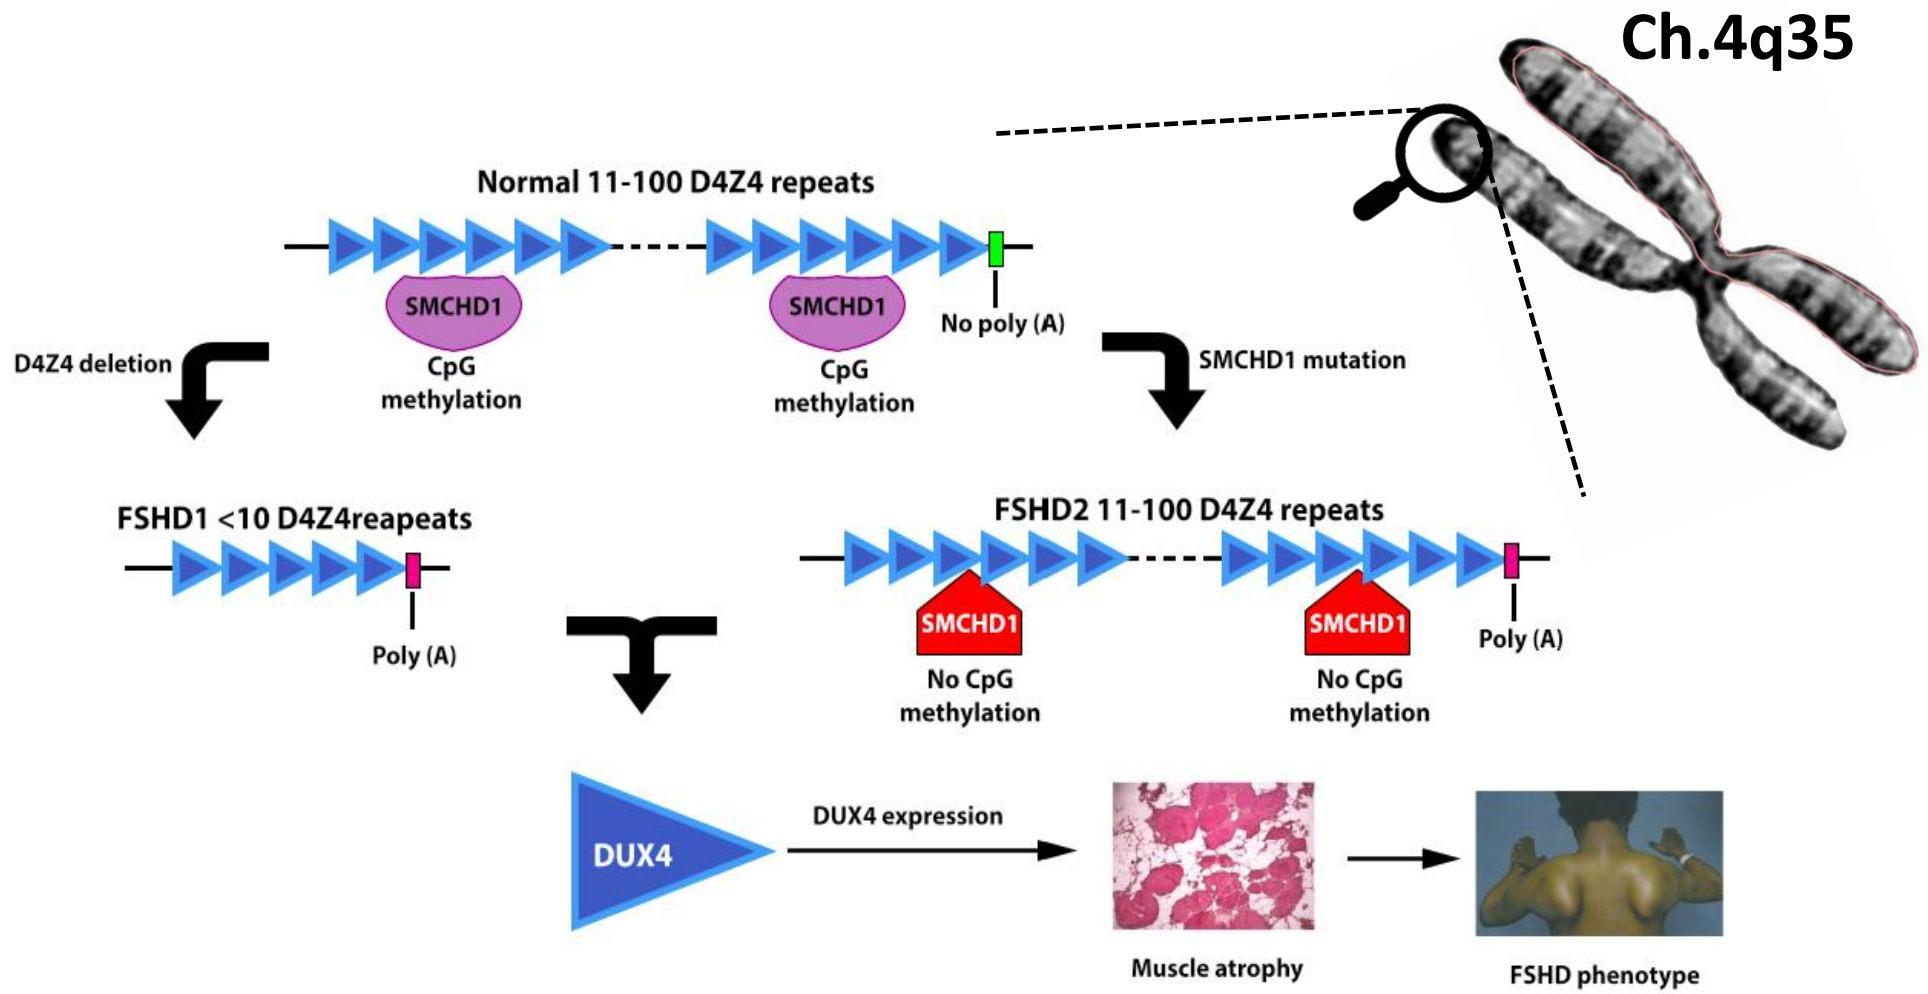 Ch.4q35
Normal 11-100 D4Z4 repeats
SMCHD1
SMCHD1
No poly (A)
CpG
methylation
CpG
methylation
D4Z4 deletion
SMCHD1 mutation
FSHD1 <10 D4Z4reapeats
FSHD2 11-100 D4Z4 repeats
Poly (A)
SMCHD1
SMCHD1
Poly (A)
No CpG
methylation
No CpG
methylation
DUX4
DUX4 expression
Muscle atrophy
FSHD phenotype